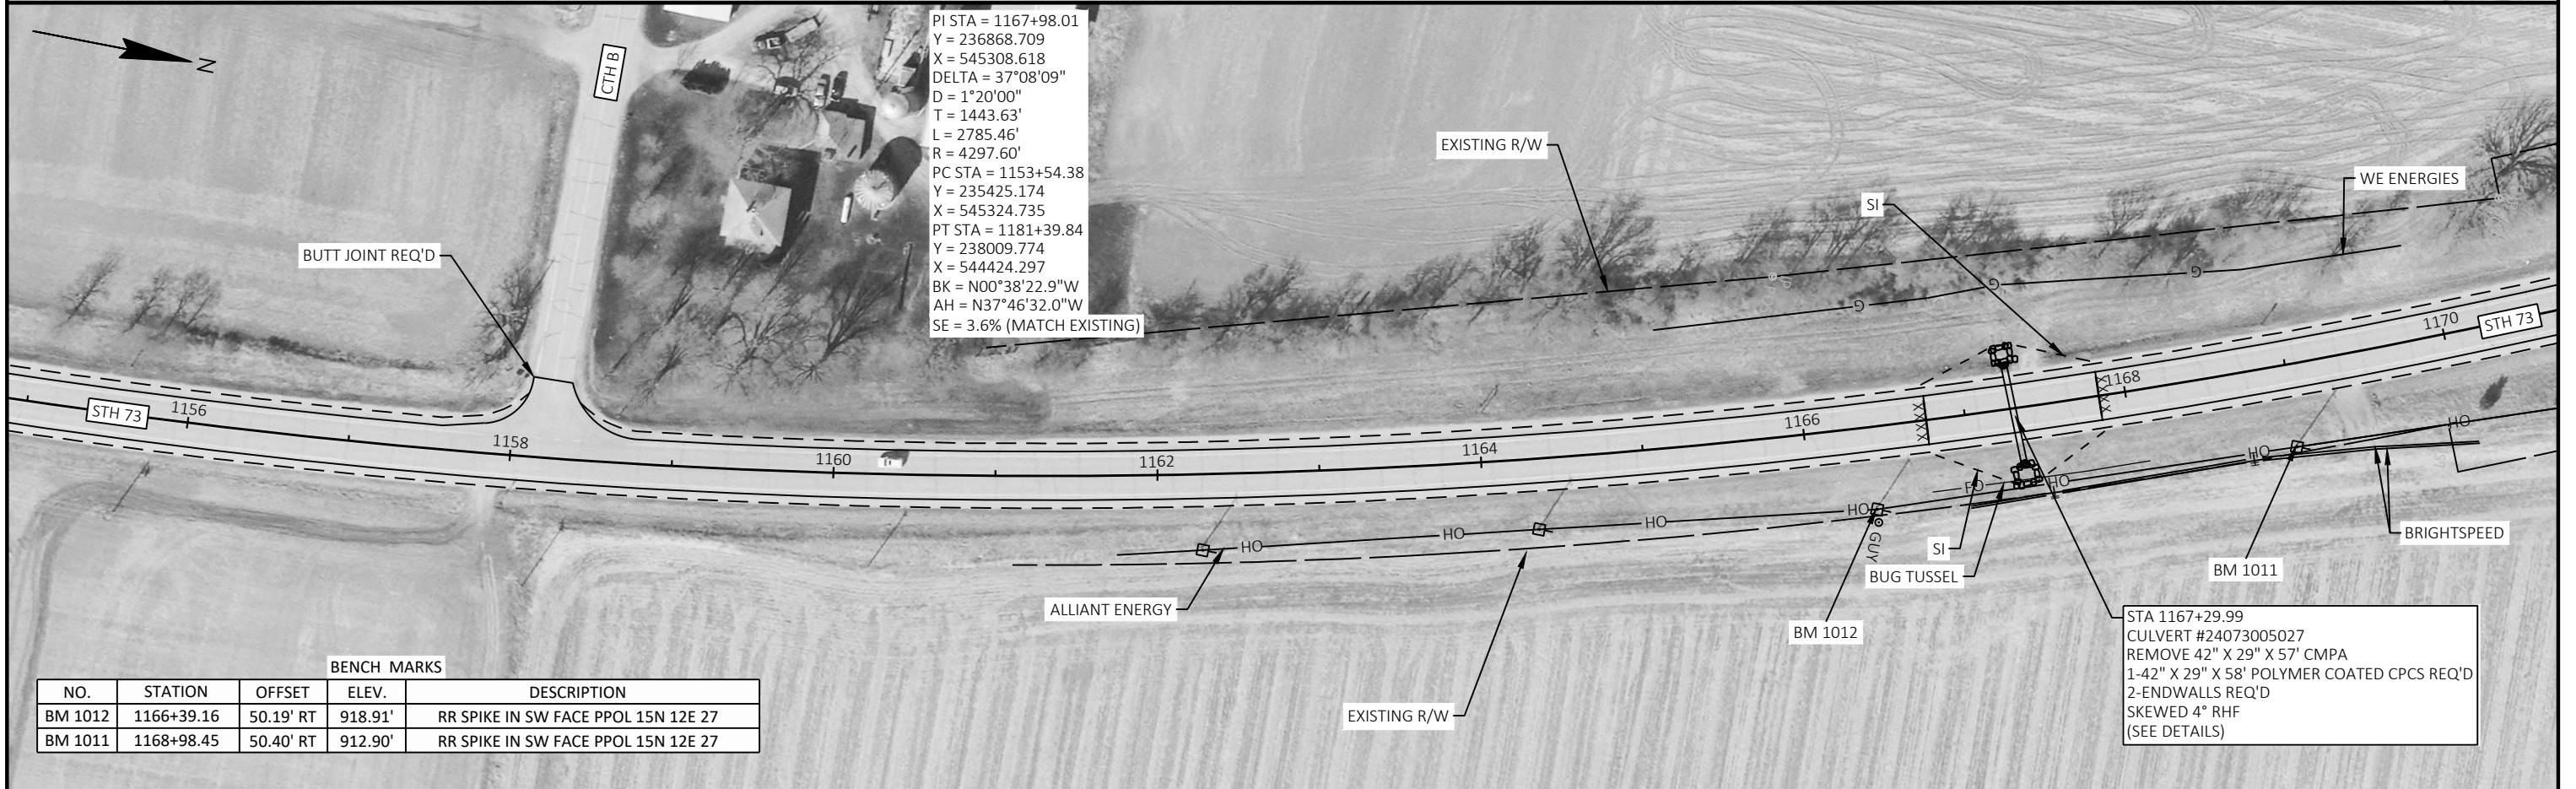 N
CTH B
PI STA = 1167+98.01
Y = 236868.709
X = 545308.618
DELTA = 37°08'09"
D = 1°20'00"
T = 1443.63'
L = 2785.46'
R = 4297.60'
PC STA = 1153+54.38
Y = 235425.174
X = 545324.735
PT STA = 1181+39.84
Y = 238009.774
X = 544424.297
BK = N00°38'22.9"W
AH = N37°46'32.0"W
SE = 3.6% (MATCH EXISTING)
EXISTING R/W
WE ENERGIES
SI
BUTT JOINT REQ'D
G
G
G
STH 73
1156
1158
1160
1162
1164
1166
1168
1170
STH 73
XXXX
XXXX
HO
HO
HO
HO
FO
HO
HO
HO
GUY
SI
BUG TUSSEL
BRIGHTSPEED
BM 1011
BM 1012
ALLIANT ENERGY
EXISTING R/W
STA 1167+29.99
CULVERT #24073005027
REMOVE 42" X 29" X 57' CMPA
1-42" X 29" X 58' POLYMER COATED CPCS REQ'D
2-ENDWALLS REQ'D
SKEWED 4° RHF
(SEE DETAILS)
BENCH MARKS
NO. STATION OFFSET ELEV. DESCRIPTION
BM 1012 1166+39.16 50.19' RT 918.91' RR SPIKE IN SW FACE PPOL 15N 12E 27
BM 1011 1168+98.45 50.40' RT 912.90' RR SPIKE IN SW FACE PPOL 15N 12E 27